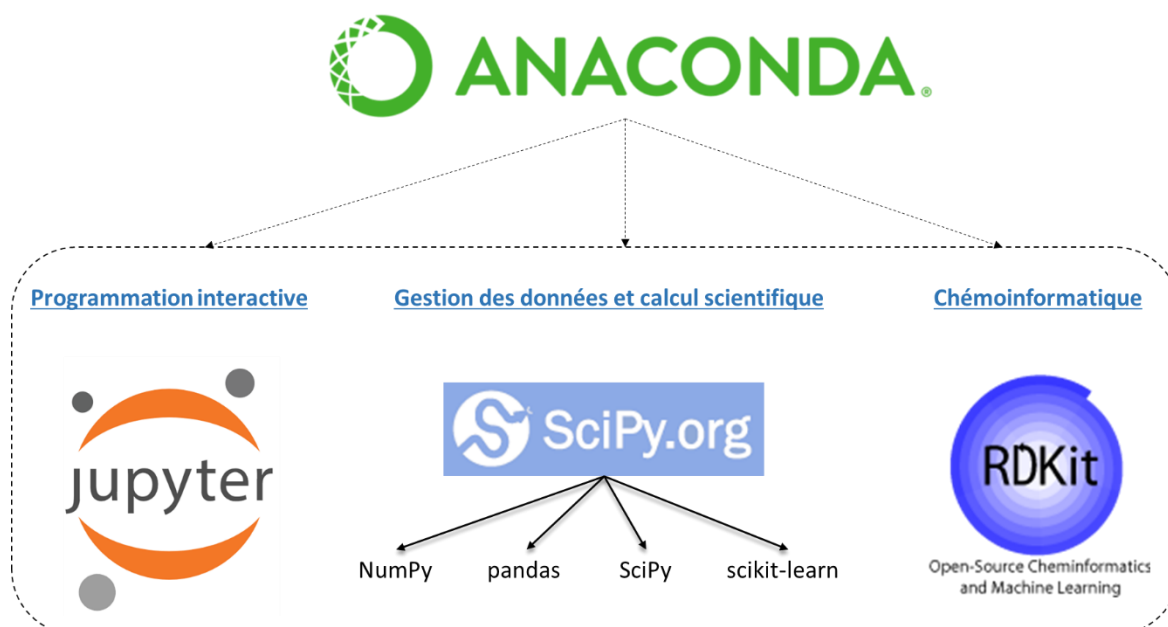 ANACONDA®
Programmation interactive
Gestion des données et calcul scientifique
Chémoinformatique
jupyter
SciPy.org
RDKit
NumPy
pandas
SciPy
scikit-learn
Open-Source Cheminformatics
and Machine Learning